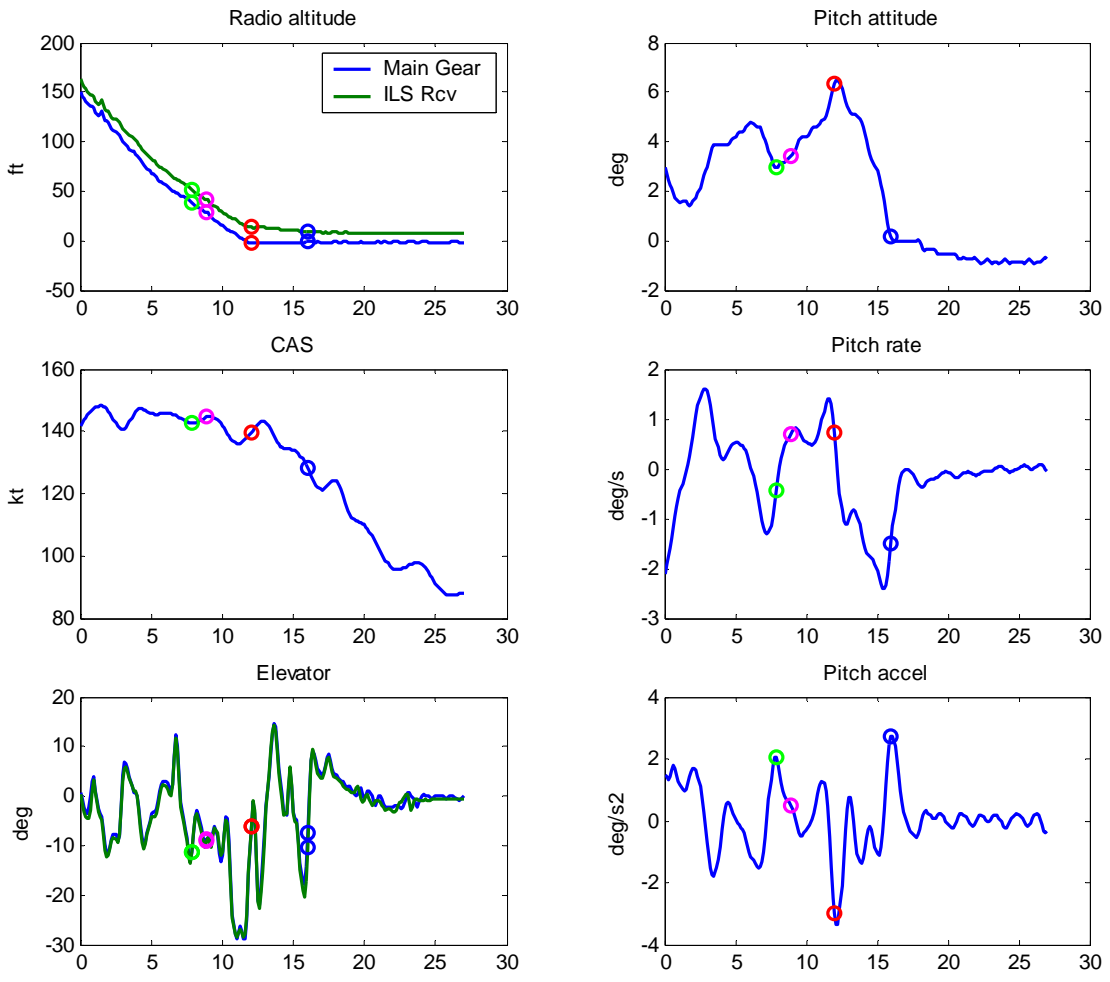 Radio altitude
200
150
100
50
0
-50
ft
Main Gear
ILS Rcv
0 5 10 15 20 25 30
Pitch attitude
8
6
4
2
0
-2
deg
0 5 10 15 20 25 30
CAS
160
140
120
100
80
kt
0 5 10 15 20 25 30
Pitch rate
2
1
0
-1
-2
-3
deg/s
0 5 10 15 20 25 30
Elevator
20
10
0
-10
-20
-30
deg
0 5 10 15 20 25 30
Pitch accel
4
2
0
-2
-4
deg/s2
0 5 10 15 20 25 30